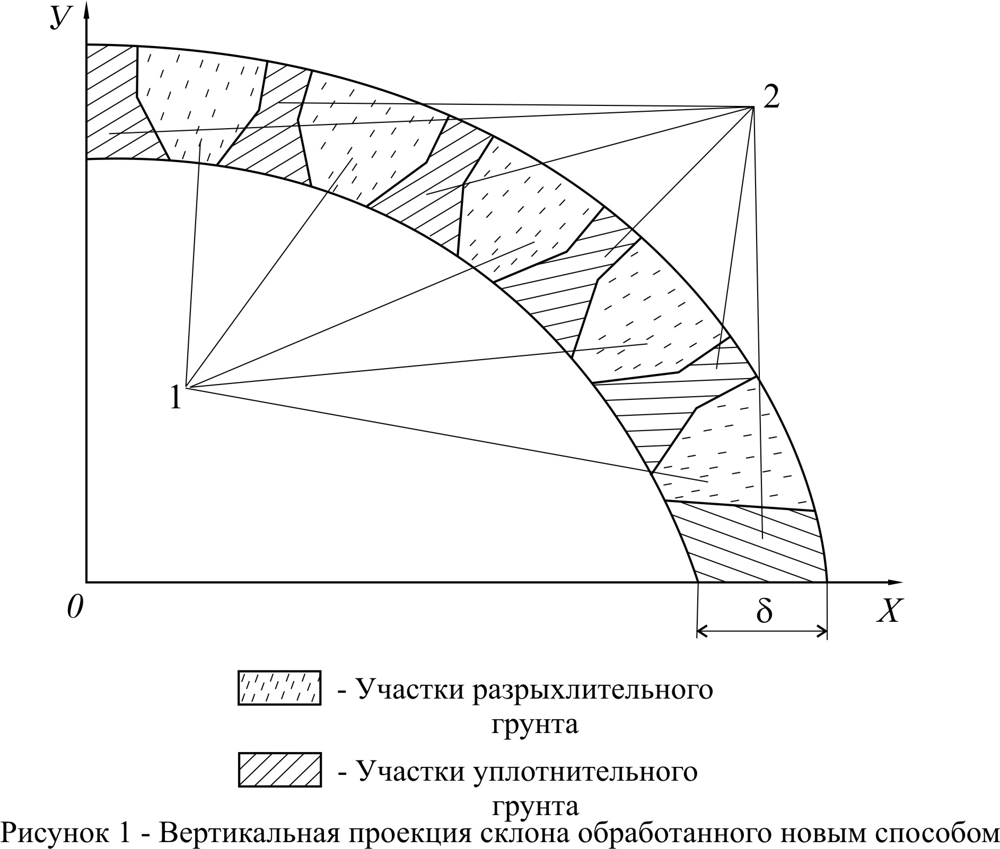 У
2
1
0
δ
X
- Участки разрыхлительного
грунта
- Участки уплотнительного
грунта
Рисунок 1 - Вертикальная проекция склона обработанного новым способом